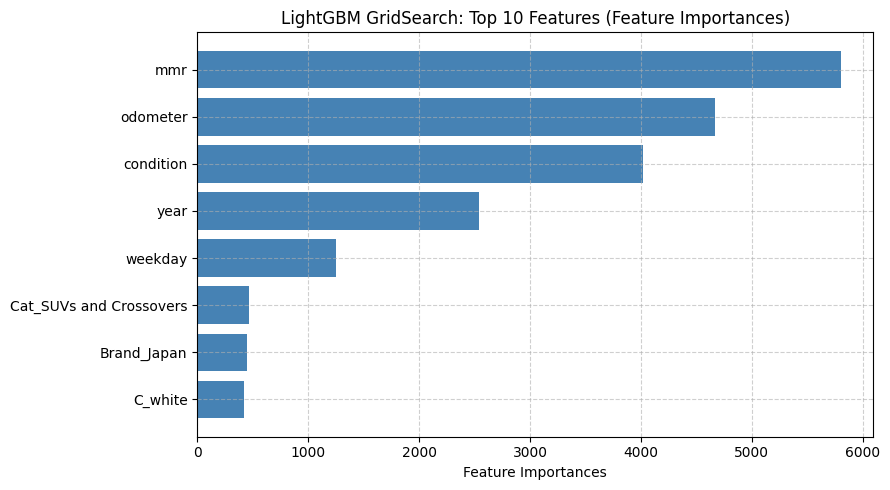 LightGBM GridSearch: Top 10 Features (Feature Importances)
mmr
odometer
condition
year
weekday
Cat_SUVs and Crossovers
Brand_Japan
C_white
0 1000 2000 3000 4000 5000 6000
Feature Importances